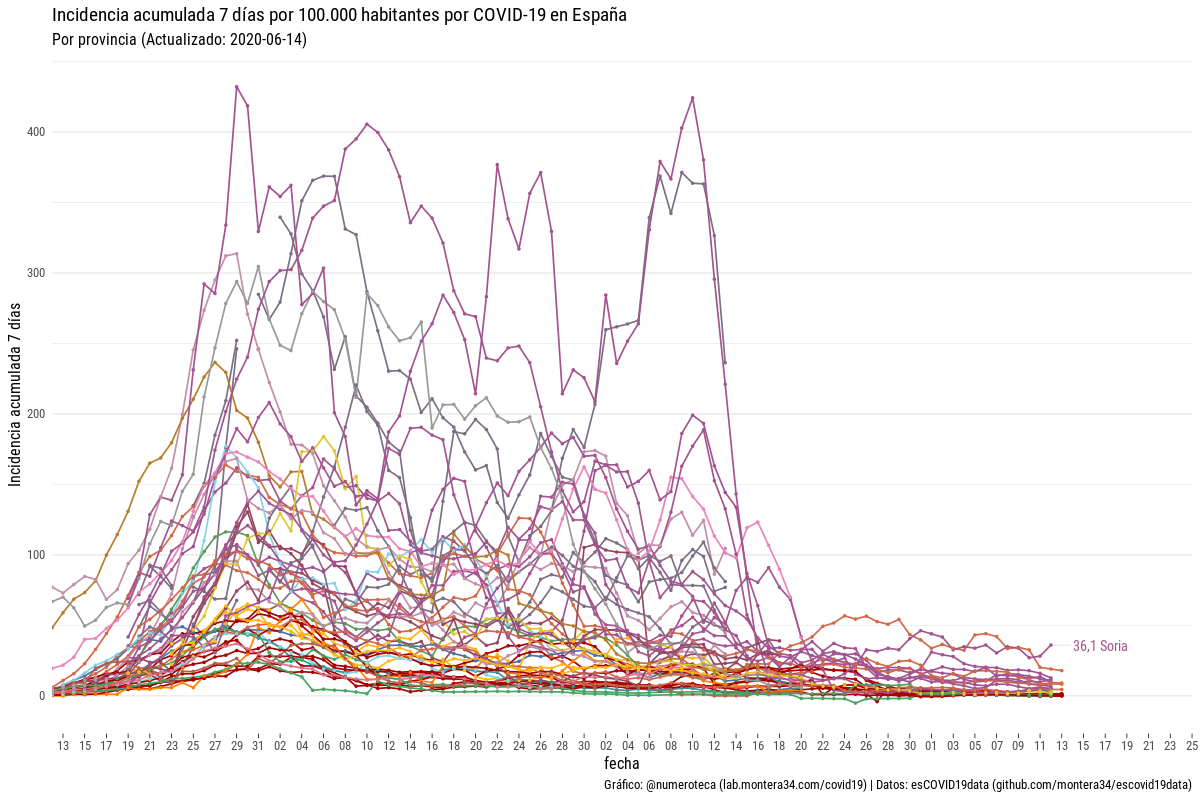 Incidencia acumulada 7 días por 100.000 habitantes por COVID-19 en España
Por provincia (Actualizado: 2020-06-14)
Incidencia acumulada 7 días
400
300
200
100
0
36,1 Soria
13 15 17 19 21 23 25 27 29 31 02 04 06 08 10 12 14 16 18 20 22 24 26 28 30 02 04 06 08 10 12 14 16 18 20 22 24 26 28 30 01 03 05 07 09 11 13 15 17 19 21 23 25
fecha
Gráfico: @numeroteca (lab.montera34.com/covid19) | Datos: esCOVID19data (github.com/montera34/escovid19data)